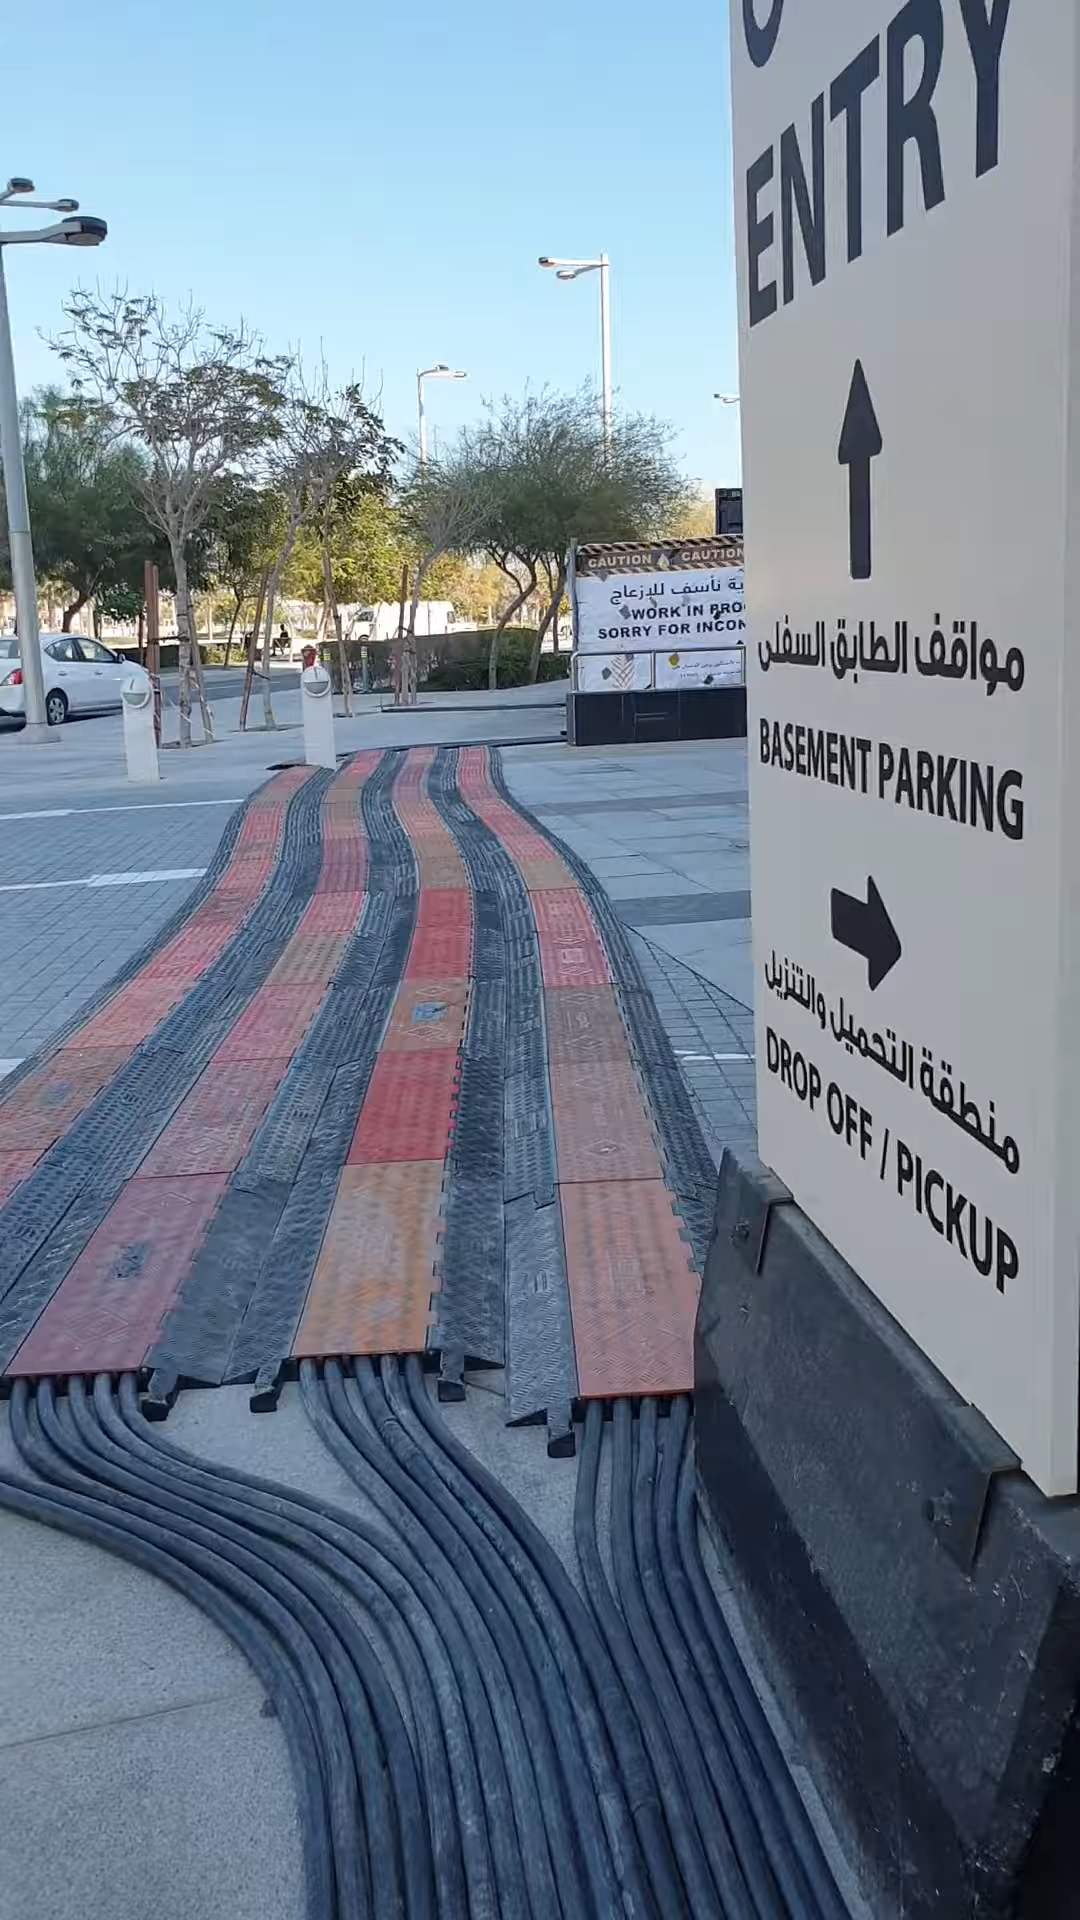 ENTRY
مواقف الطابق السفلي
BASEMENT PARKING
منطقة التحميل والتنزيل
DROP OFF / PICKUP
CAUTION CAUTION
نأسف للازعاج
WORK IN PRO
SORRY FOR INCON